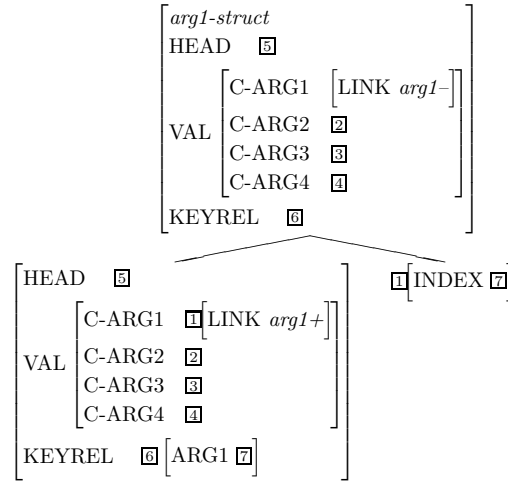 arg1-struct
HEAD 5
VAL C-ARG1 [LINK arg1–]
C-ARG2 2
C-ARG3 3
C-ARG4 4
KEYREL 6
HEAD 5
VAL C-ARG1 1[LINK arg1+]
C-ARG2 2
C-ARG3 3
C-ARG4 4
KEYREL 6 [ARG1 7]
1[INDEX 7]